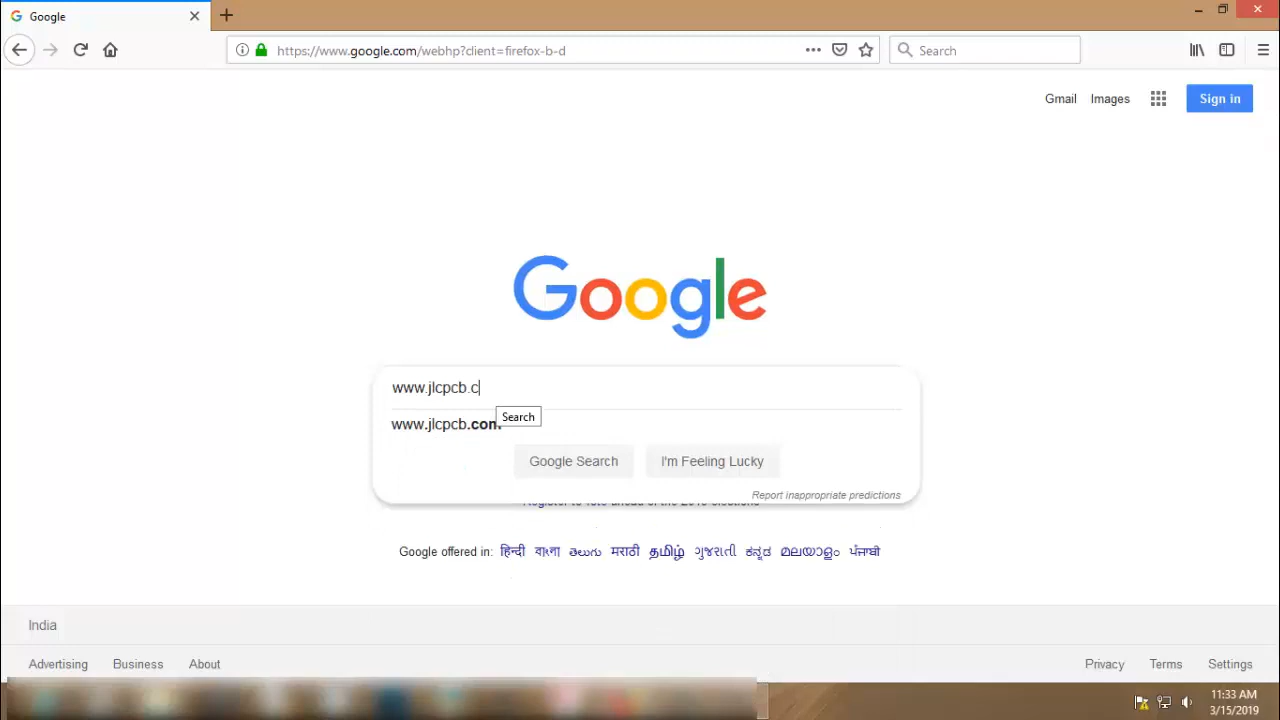 Google
https://www.google.com/webhp?client=firefox-b-d
Search
Gmail Images Sign in
Google
www.jlcpcb.c
Search
www.jlcpcb.com
Google Search I'm Feeling Lucky
Report inappropriate predictions
Google offered in: हिन्दी বাংলা తెలుగు मराठी தமிழ் ગુજરાતી ಕನ್ನಡ മലയാളം ਪੰਜਾਬੀ
India
Advertising Business About Privacy Terms Settings
11:33 AM
3/15/2019